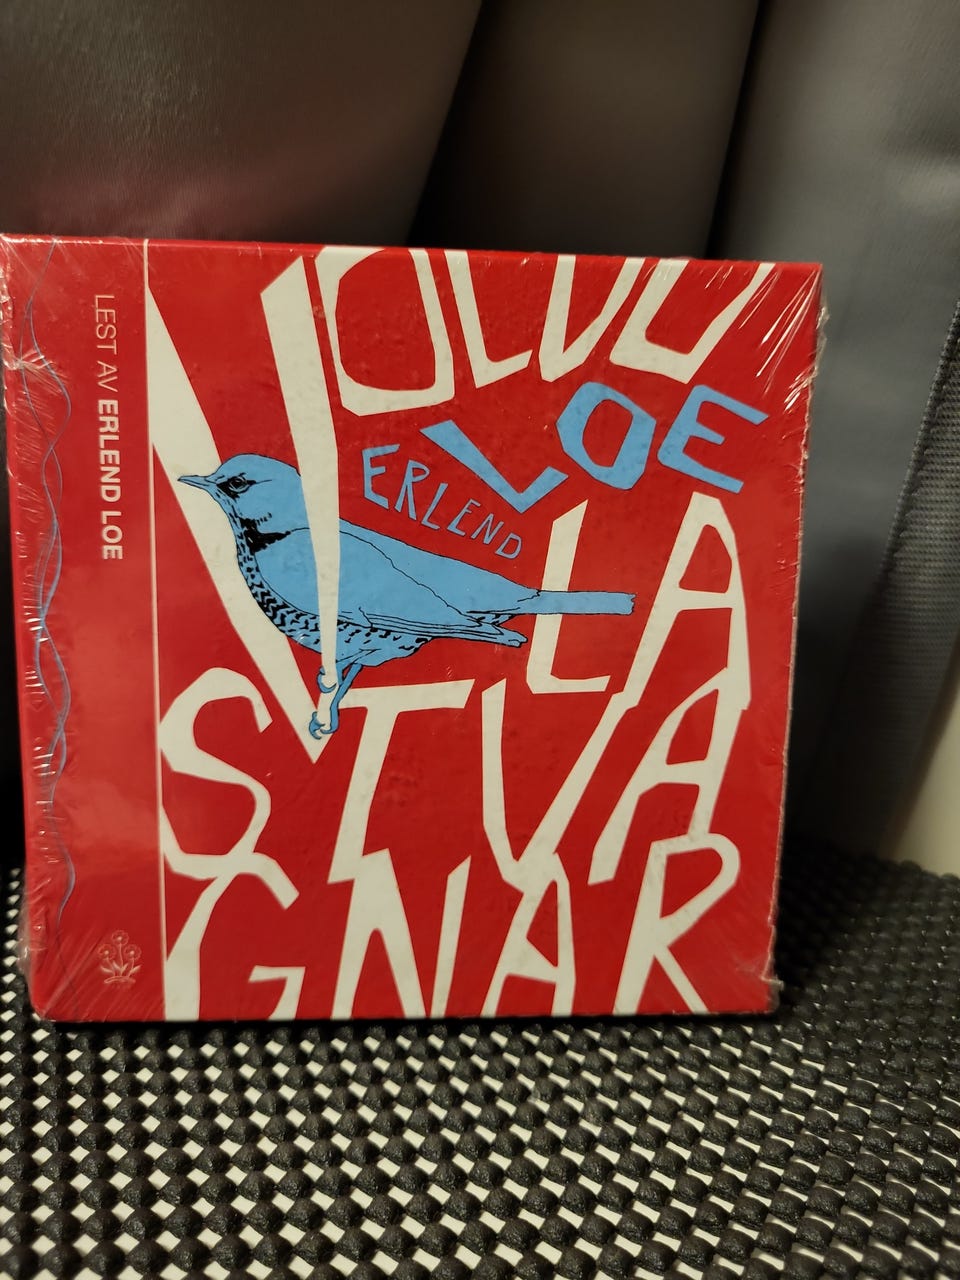 LEST AV ERLEND LOE
VOLVO
ERLEND LOE
LA
STVA
GNAR